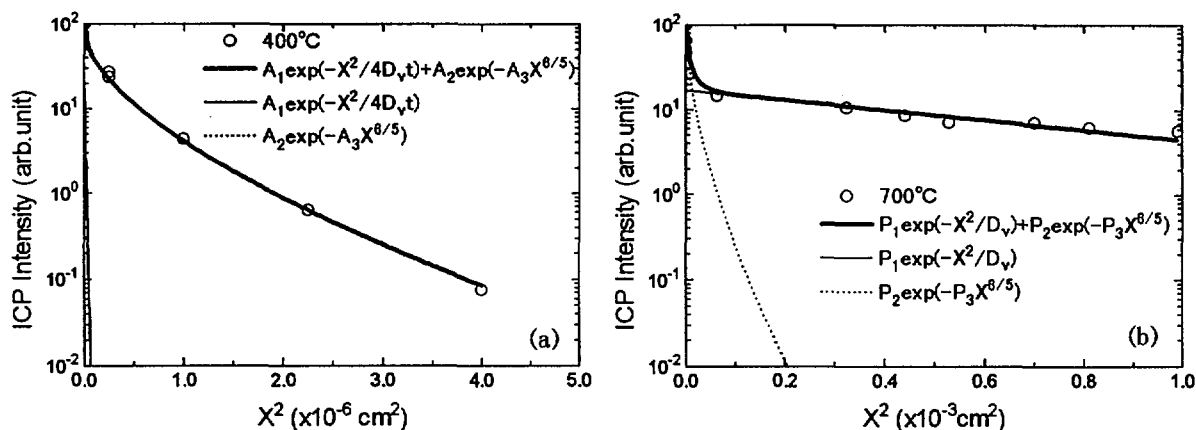 10²
10¹
10⁰
10⁻¹
10⁻²
ICP Intensity (arb.unit)
400°C
A₁exp(-X²/4Dᵥt)+A₂exp(-A₃X^6/5)
A₁exp(-X²/4Dᵥt)
A₂exp(-A₃X^6/5)
(a)
0.0 1.0 2.0 3.0 4.0 5.0
X² (x10⁻⁶ cm²)
10²
10¹
10⁰
10⁻¹
10⁻²
ICP Intensity (arb.unit)
700°C
P₁exp(-X²/Dᵥ)+P₂exp(-P₃X^6/5)
P₁exp(-X²/Dᵥ)
P₂exp(-P₃X^6/5)
(b)
0.0 0.2 0.4 0.6 0.8 1.0
X² (x10⁻³cm²)